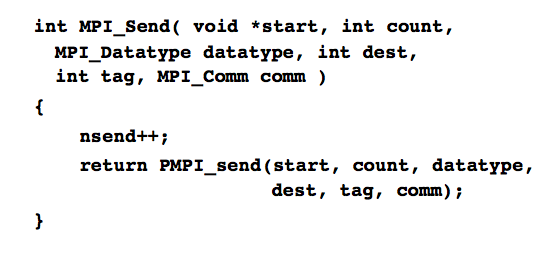 int MPI_Send( void *start, int count,
MPI_Datatype datatype, int dest,
int tag, MPI_Comm comm )
{
nsend++;
return PMPI_send(start, count, datatype,
dest, tag, comm);
}